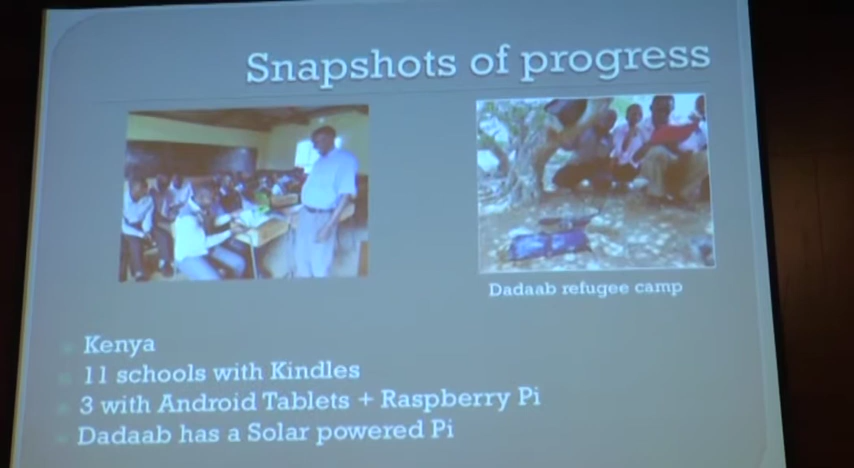 Snapshots of progress
Dadaab refugee camp
Kenya
11 schools with Kindles
3 with Android Tablets + Raspberry Pi
Dadaab has a Solar powered Pi